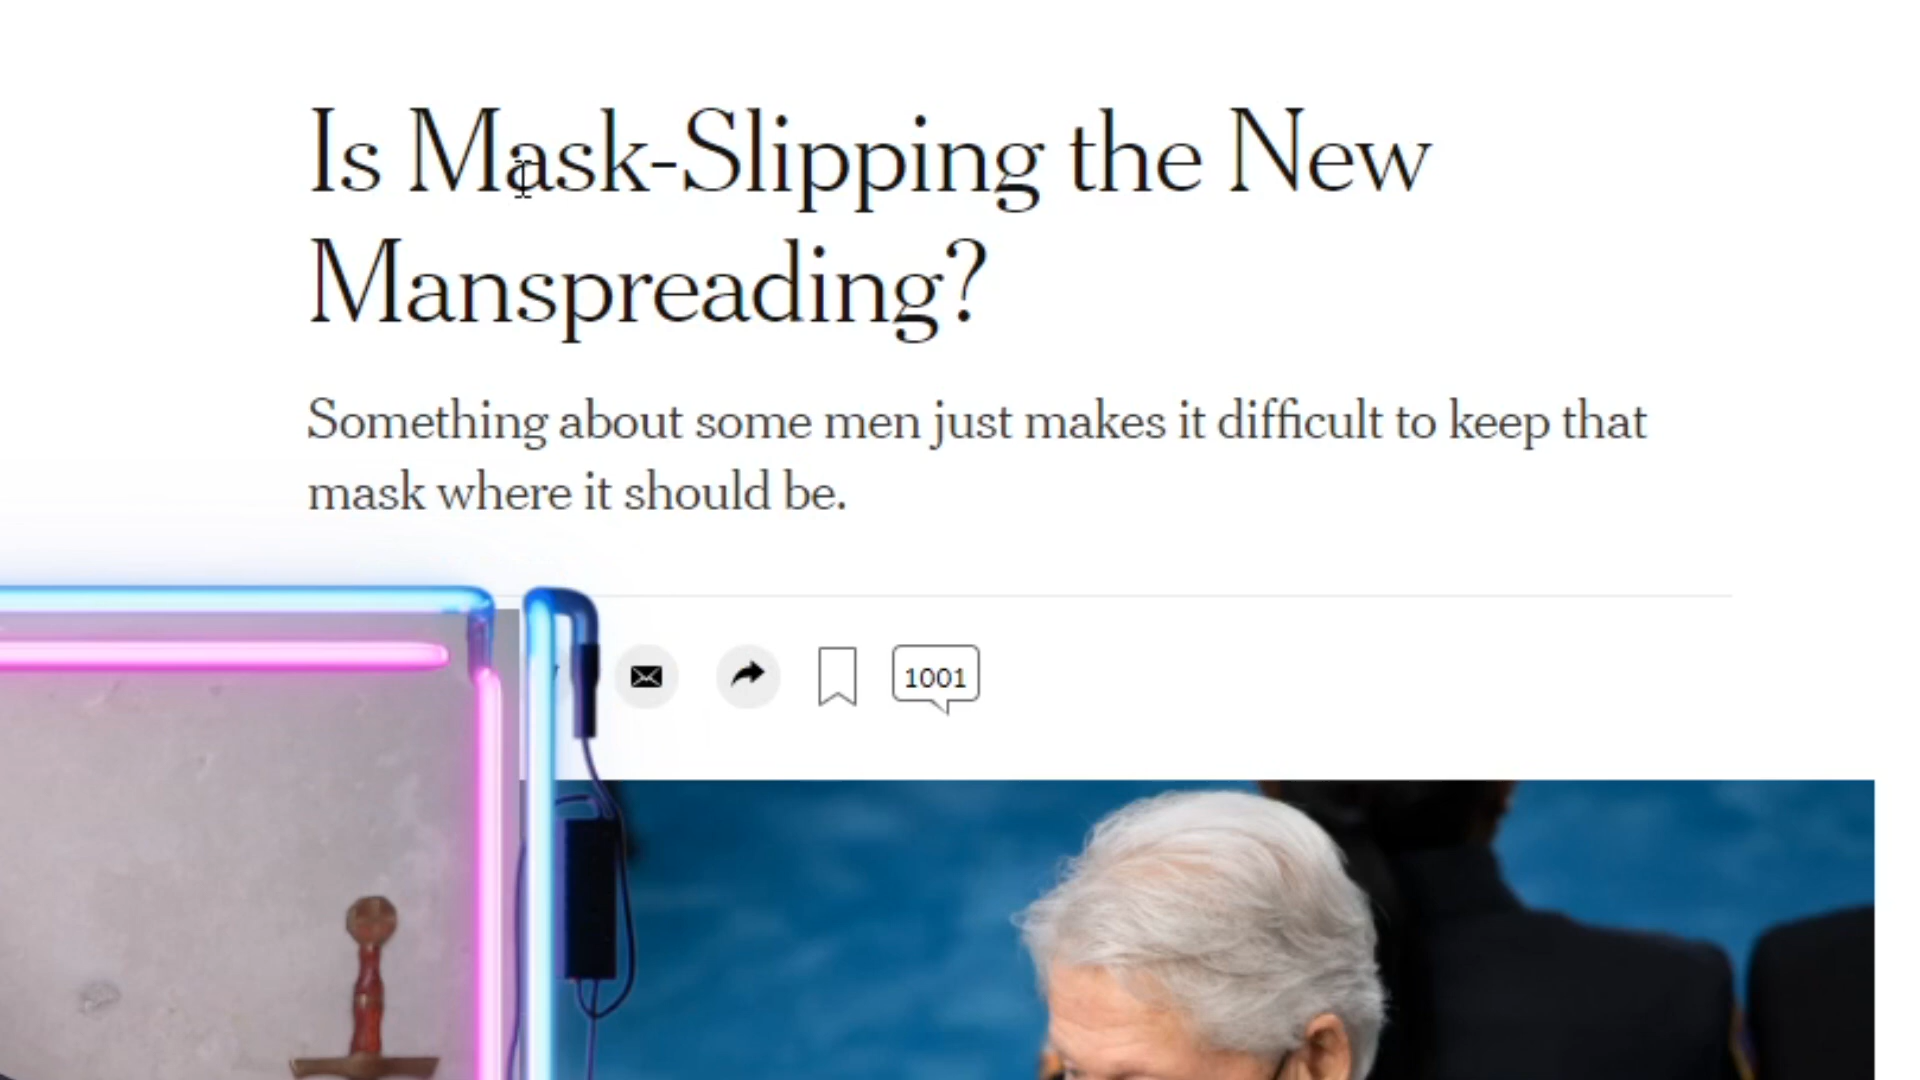 Is Mask-Slipping the New
Manspreading?
Something about some men just makes it difficult to keep that
mask where it should be.
1001